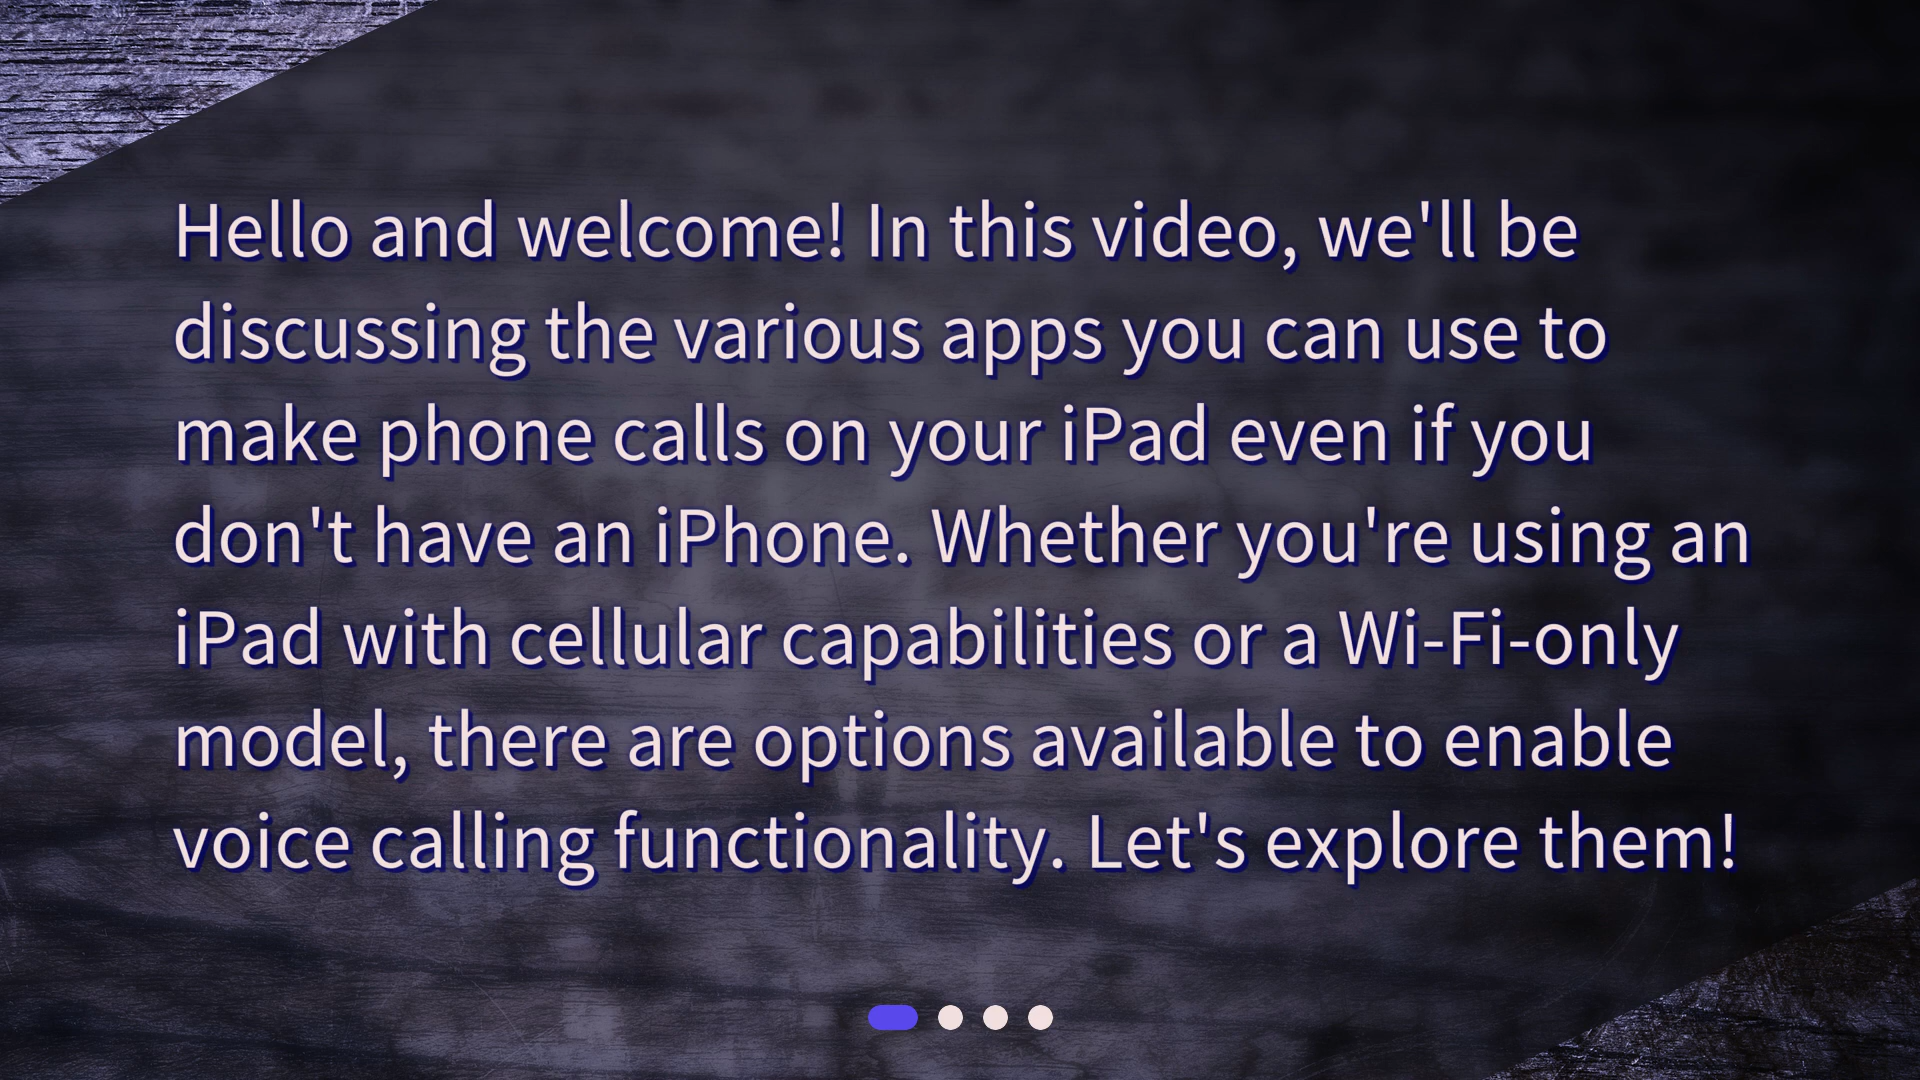 Hello and welcome! In this video, we'll be
discussing the various apps you can use to
make phone calls on your iPad even if you
don't have an iPhone. Whether you're using an
iPad with cellular capabilities or a Wi-Fi-only
model, there are options available to enable
voice calling functionality. Let's explore them!